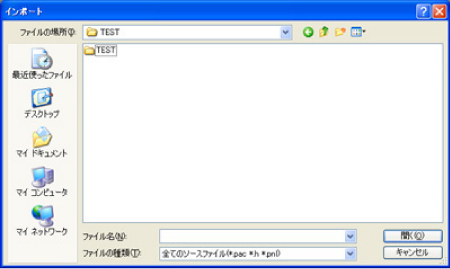 インポート
ファイルの場所(I):
TEST
TEST
最近使ったファイル
デスクトップ
マイ ドキュメント
マイ コンピュータ
マイ ネットワーク
ファイル名(N):
開く(O)
ファイルの種類(T):
全てのソースファイル(*.pac *.h *.pnl)
キャンセル